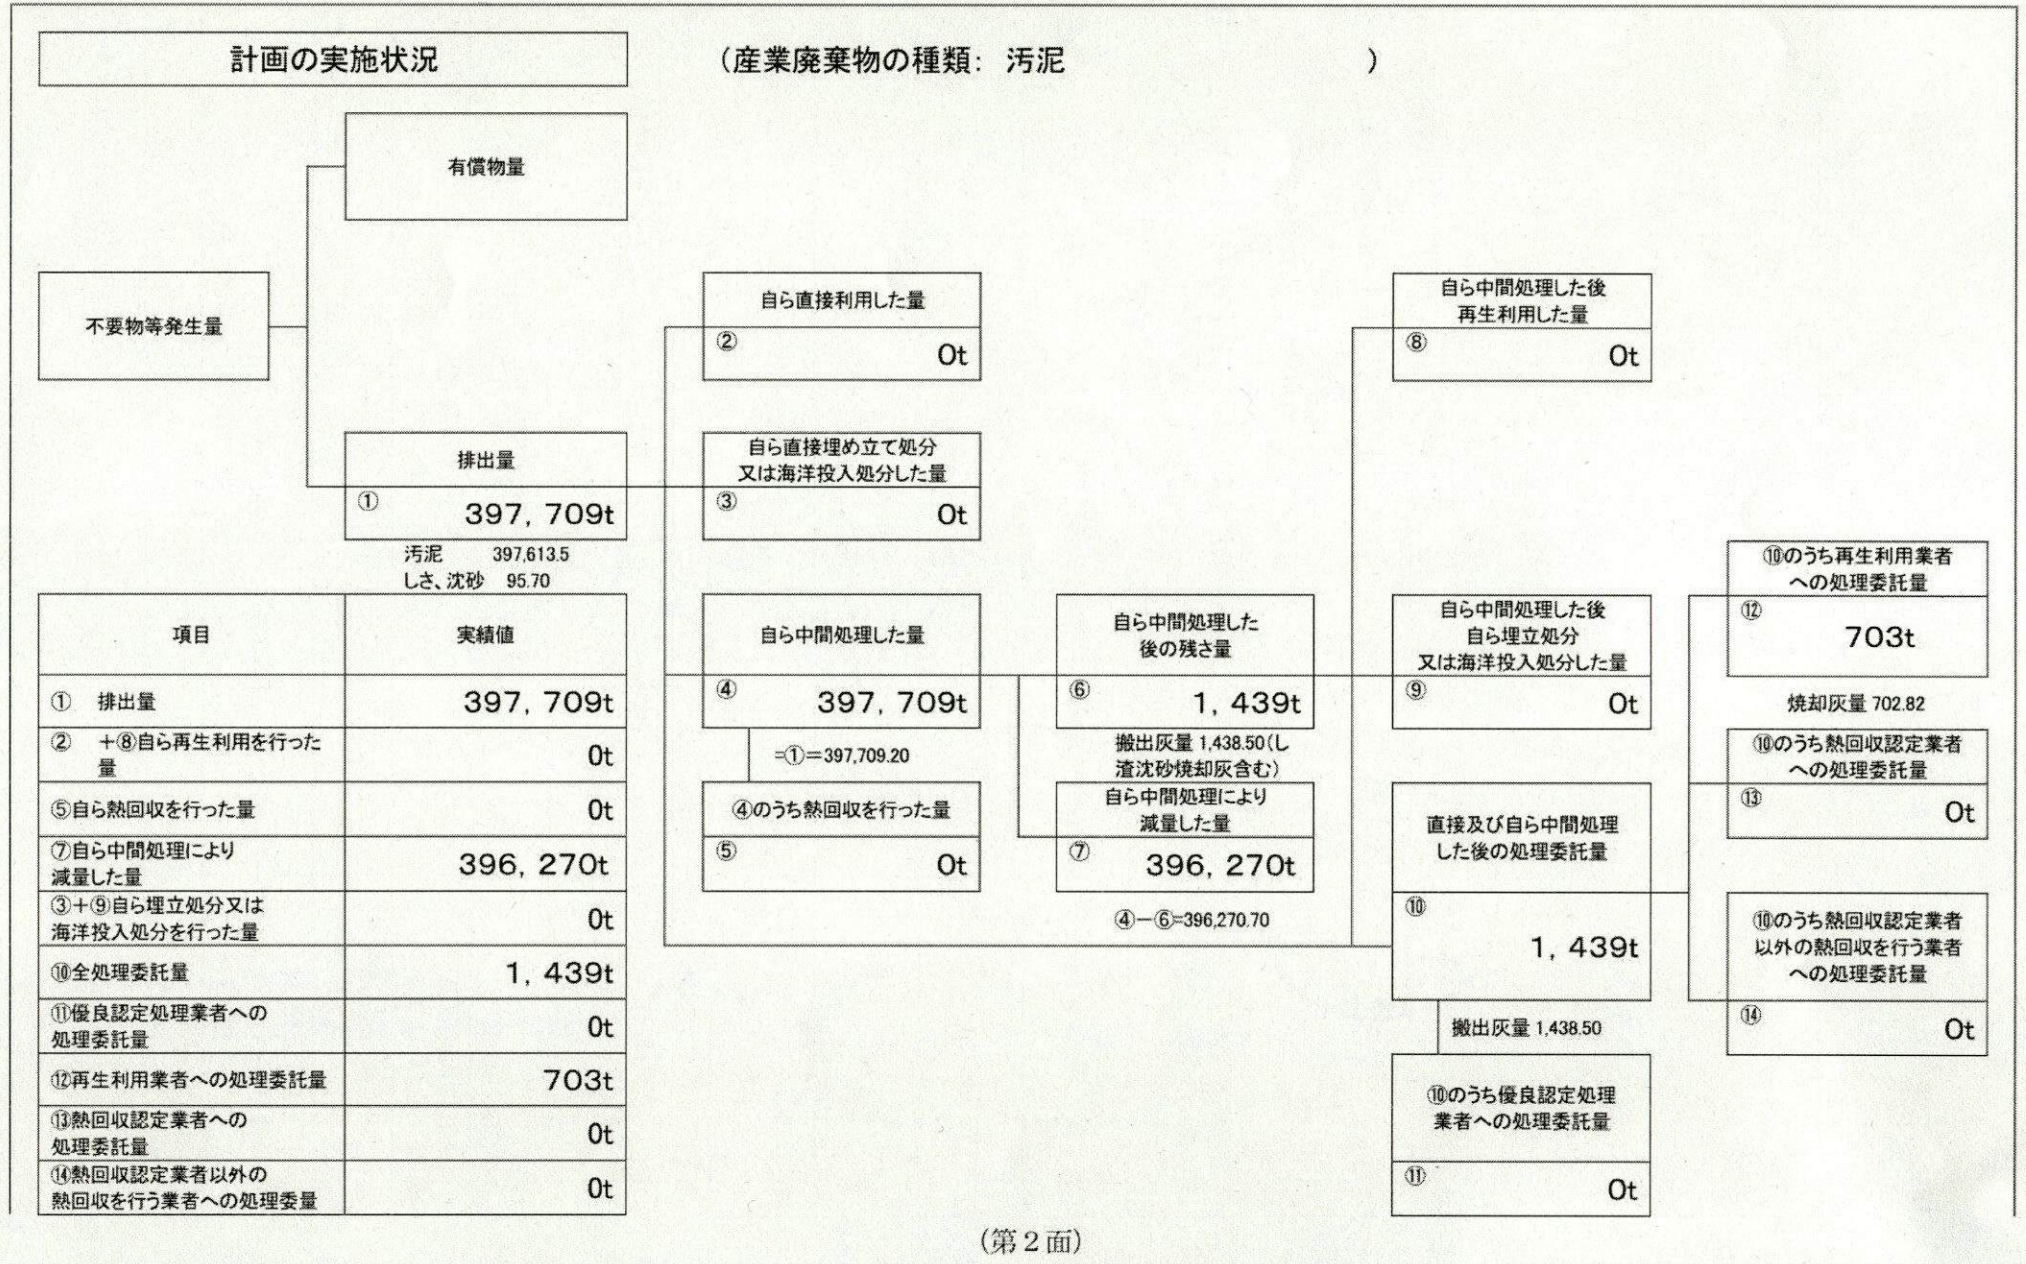 計画の実施状況
（産業廃棄物の種類： 汚泥 ）
有償物量
不要物等発生量
自ら直接利用した量
② 0t
自ら中間処理した後
再生利用した量
⑧ 0t
排出量
① 397, 709t
汚泥 397,613.5
しさ、沈砂 95.70
自ら直接埋め立て処分
又は海洋投入処分した量
③ 0t
⑩のうち再生利用業者
への処理委託量
⑫ 703t
焼却灰量 702.82
自ら中間処理した量
④ 397, 709t
=①＝397,709.20
自ら中間処理した
後の残さ量
⑥ 1, 439t
搬出灰量 1,438.50（し
渣沈砂焼却灰含む）
自ら中間処理した後
自ら埋立処分
又は海洋投入処分した量
⑨ 0t
⑩のうち熱回収認定業者
への処理委託量
⑬ 0t
④のうち熱回収を行った量
⑤ 0t
自ら中間処理により
減量した量
⑦ 396, 270t
④－⑥=396,270.70
直接及び自ら中間処理
した後の処理委託量
⑩ 1, 439t
搬出灰量 1,438.50
⑩のうち熱回収認定業者
以外の熱回収を行う業者
への処理委託量
⑭ 0t
⑩のうち優良認定処理
業者への処理委託量
⑪ 0t
項目 実績値
① 排出量 397, 709t
② ＋⑧自ら再生利用を行った
量 0t
⑤自ら熱回収を行った量 0t
⑦自ら中間処理により
減量した量 396, 270t
③＋⑨自ら埋立処分又は
海洋投入処分を行った量 0t
⑩全処理委託量 1, 439t
⑪優良認定処理業者への
処理委託量 0t
⑫再生利用業者への処理委託量 703t
⑬熱回収認定業者への
処理委託量 0t
⑭熱回収認定業者以外の
熱回収を行う業者への処理委量 0t
（第２面）